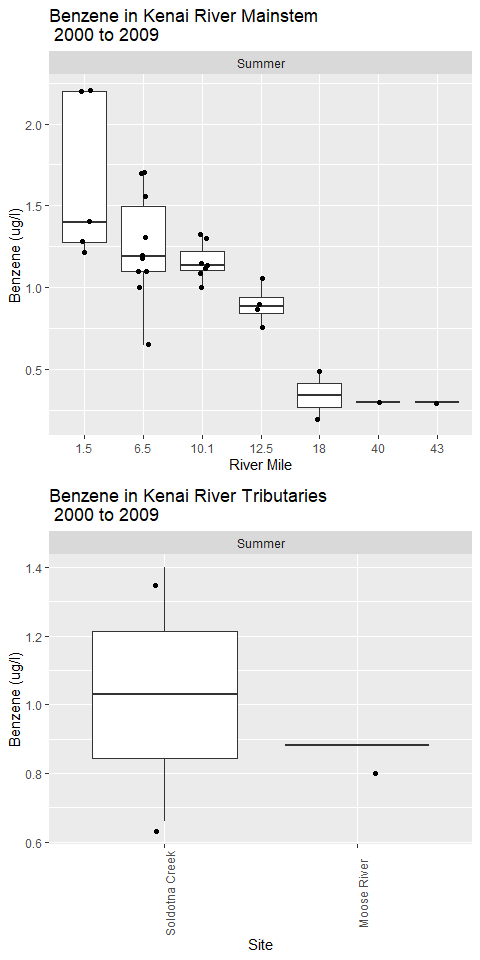 Benzene in Kenai River Mainstem
2000 to 2009
Summer
Benzene (ug/l)
2.0
1.5
1.0
0.5
1.5 6.5 10.1 12.5 18 40 43
River Mile
Benzene in Kenai River Tributaries
2000 to 2009
Summer
Benzene (ug/l)
1.4
1.2
1.0
0.8
0.6
Soldotna Creek
Moose River
Site